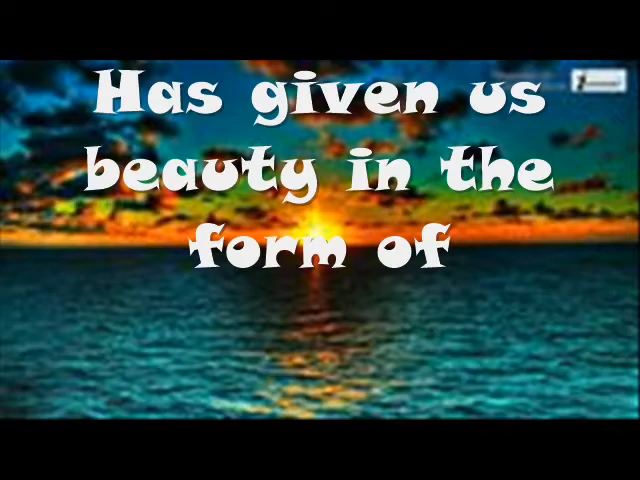 Has given us
beauty in the
form of